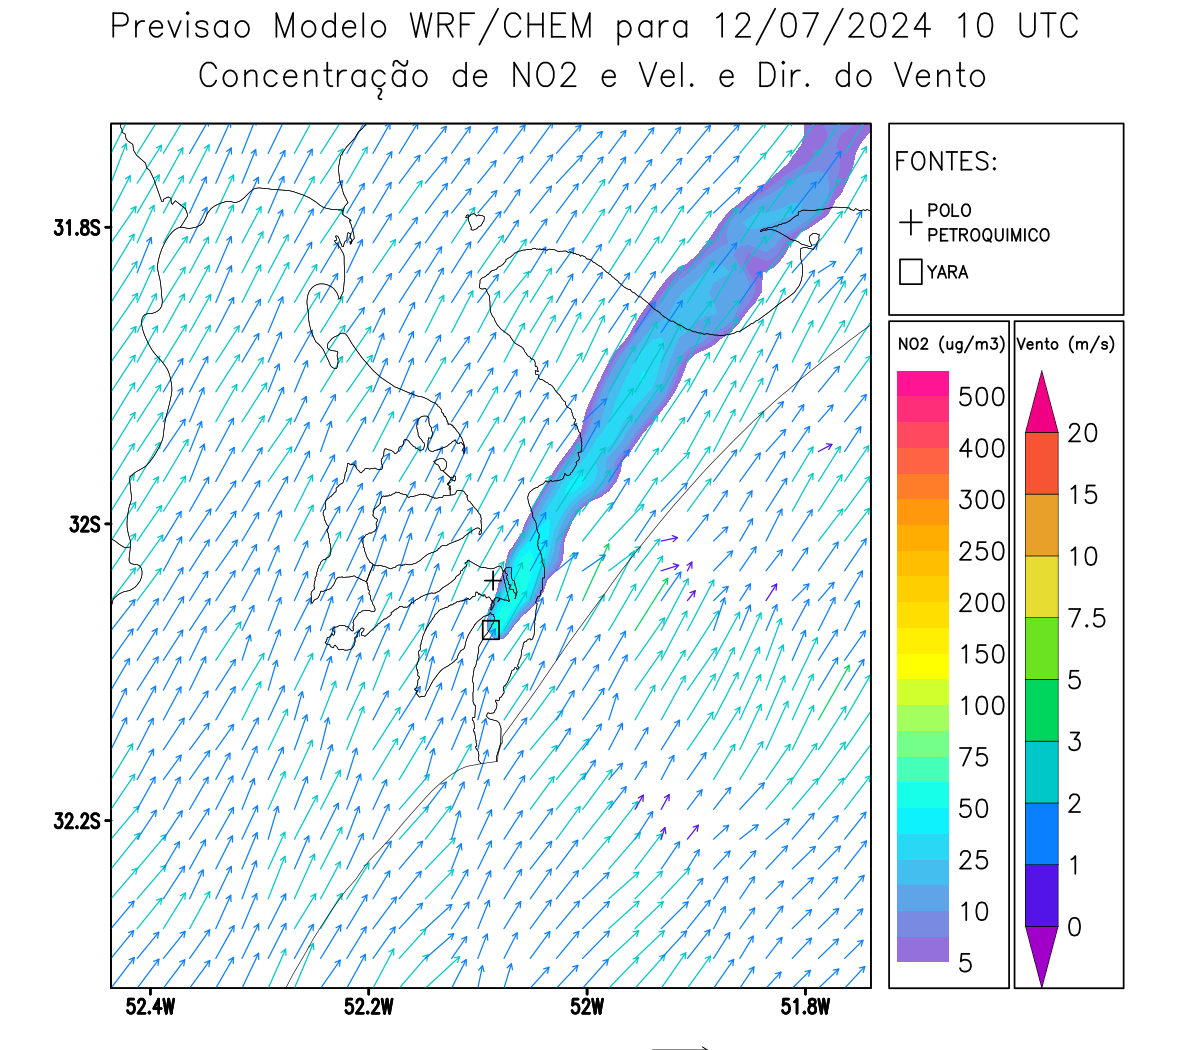 Previsao Modelo WRF/CHEM para 12/07/2024 10 UTC
Concentração de NO2 e Vel. e Dir. do Vento
FONTES:
POLO
PETROQUIMICO
YARA
NO2 (ug/m3)
500
400
300
250
200
150
100
75
50
25
10
5
Vento (m/s)
20
15
10
7.5
5
3
2
1
0
31.8S
32S
32.2S
52.4W
52.2W
52W
51.8W